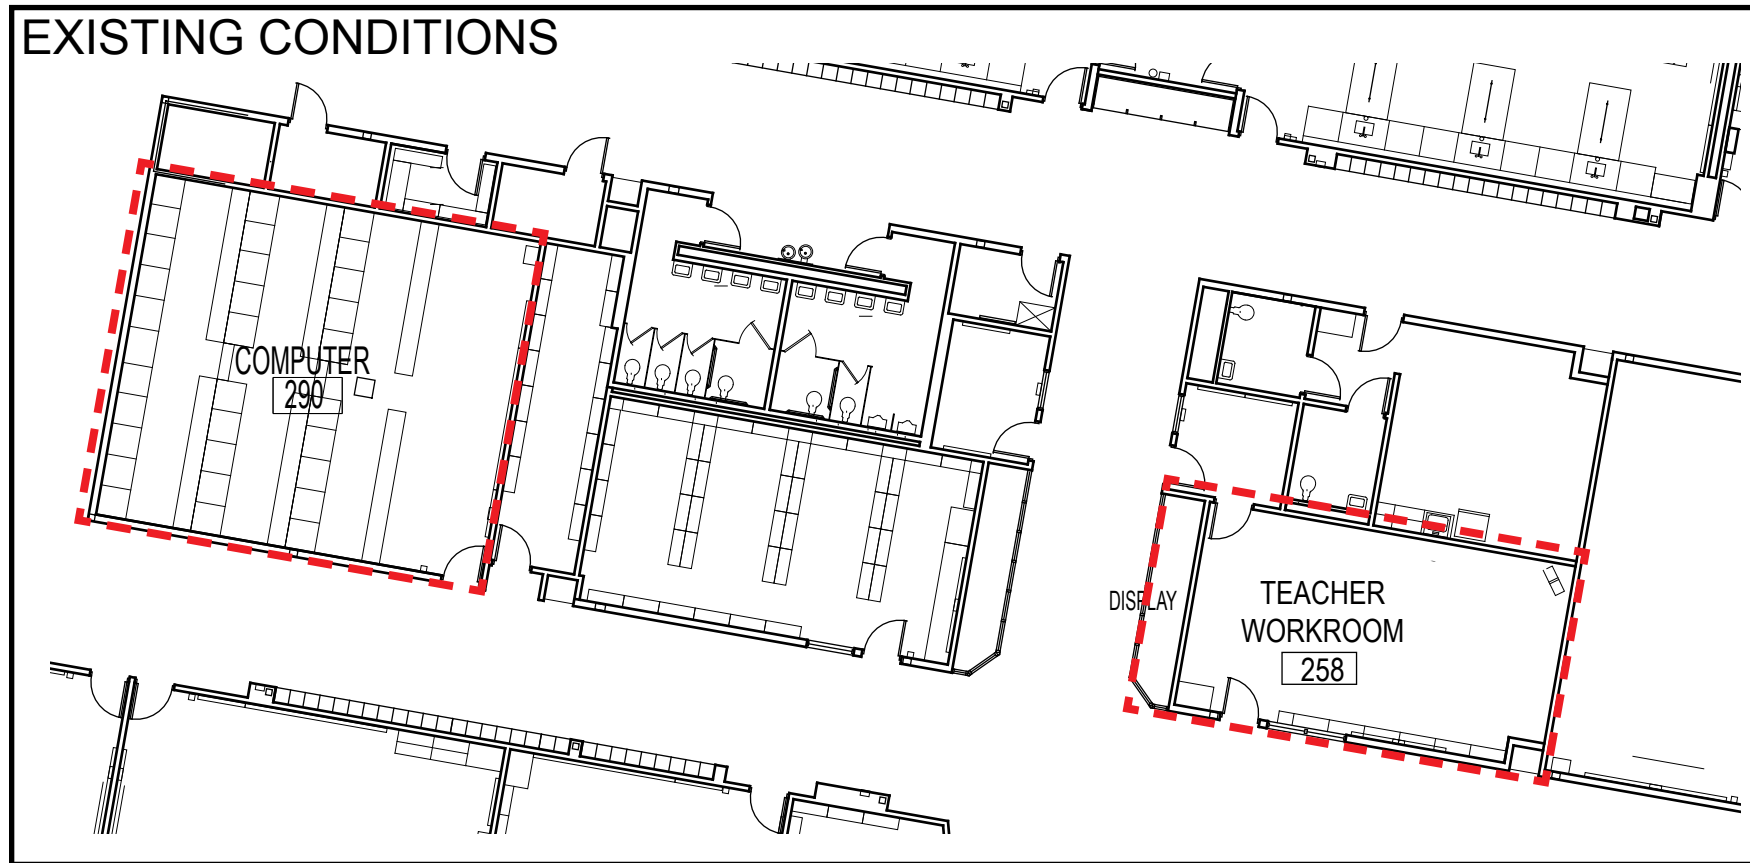 EXISTING CONDITIONS
COMPUTER
290
DISPLAY
TEACHER
WORKROOM
258